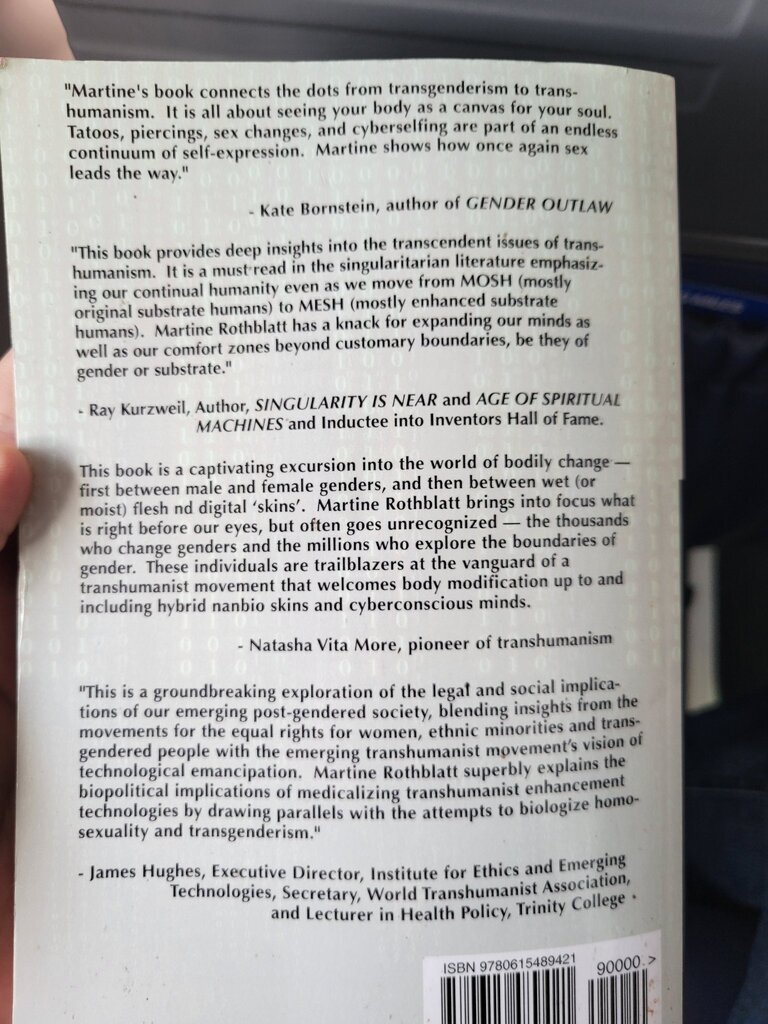 "Martine's book connects the dots from transgenderism to trans-
humanism. It is all about seeing your body as a canvas for your soul.
Tatoos, piercings, sex changes, and cyberselfing are part of an endless
continuum of self-expression. Martine shows how once again sex
leads the way."
- Kate Bornstein, author of GENDER OUTLAW
"This book provides deep insights into the transcendent issues of trans-
humanism. It is a must read in the singularitarian literature emphasiz-
ing our continual humanity even as we move from MOSH (mostly
original substrate humans) to MESH (mostly enhanced substrate
humans). Martine Rothblatt has a knack for expanding our minds as
well as our comfort zones beyond customary boundaries, be they of
gender or substrate."
- Ray Kurzweil, Author, SINGULARITY IS NEAR and AGE OF SPIRITUAL
MACHINES and Inductee into Inventors Hall of Fame.
This book is a captivating excursion into the world of bodily change —
first between male and female genders, and then between wet (or
moist) flesh nd digital 'skins'. Martine Rothblatt brings into focus what
is right before our eyes, but often goes unrecognized — the thousands
who change genders and the millions who explore the boundaries of
gender. These individuals are trailblazers at the vanguard of a
transhumanist movement that welcomes body modification up to and
including hybrid nanbio skins and cyberconscious minds.
- Natasha Vita More, pioneer of transhumanism
"This is a groundbreaking exploration of the legal and social implica-
tions of our emerging post-gendered society, blending insights from the
movements for the equal rights for women, ethnic minorities and trans-
gendered people with the emerging transhumanist movement's vision of
technological emancipation. Martine Rothblatt superbly explains the
biopolitical implications of medicalizing transhumanist enhancement
technologies by drawing parallels with the attempts to biologize homo-
sexuality and transgenderism."
- James Hughes, Executive Director, Institute for Ethics and Emerging
Technologies, Secretary, World Transhumanist Association,
and Lecturer in Health Policy, Trinity College
ISBN 9780615489421
90000 >